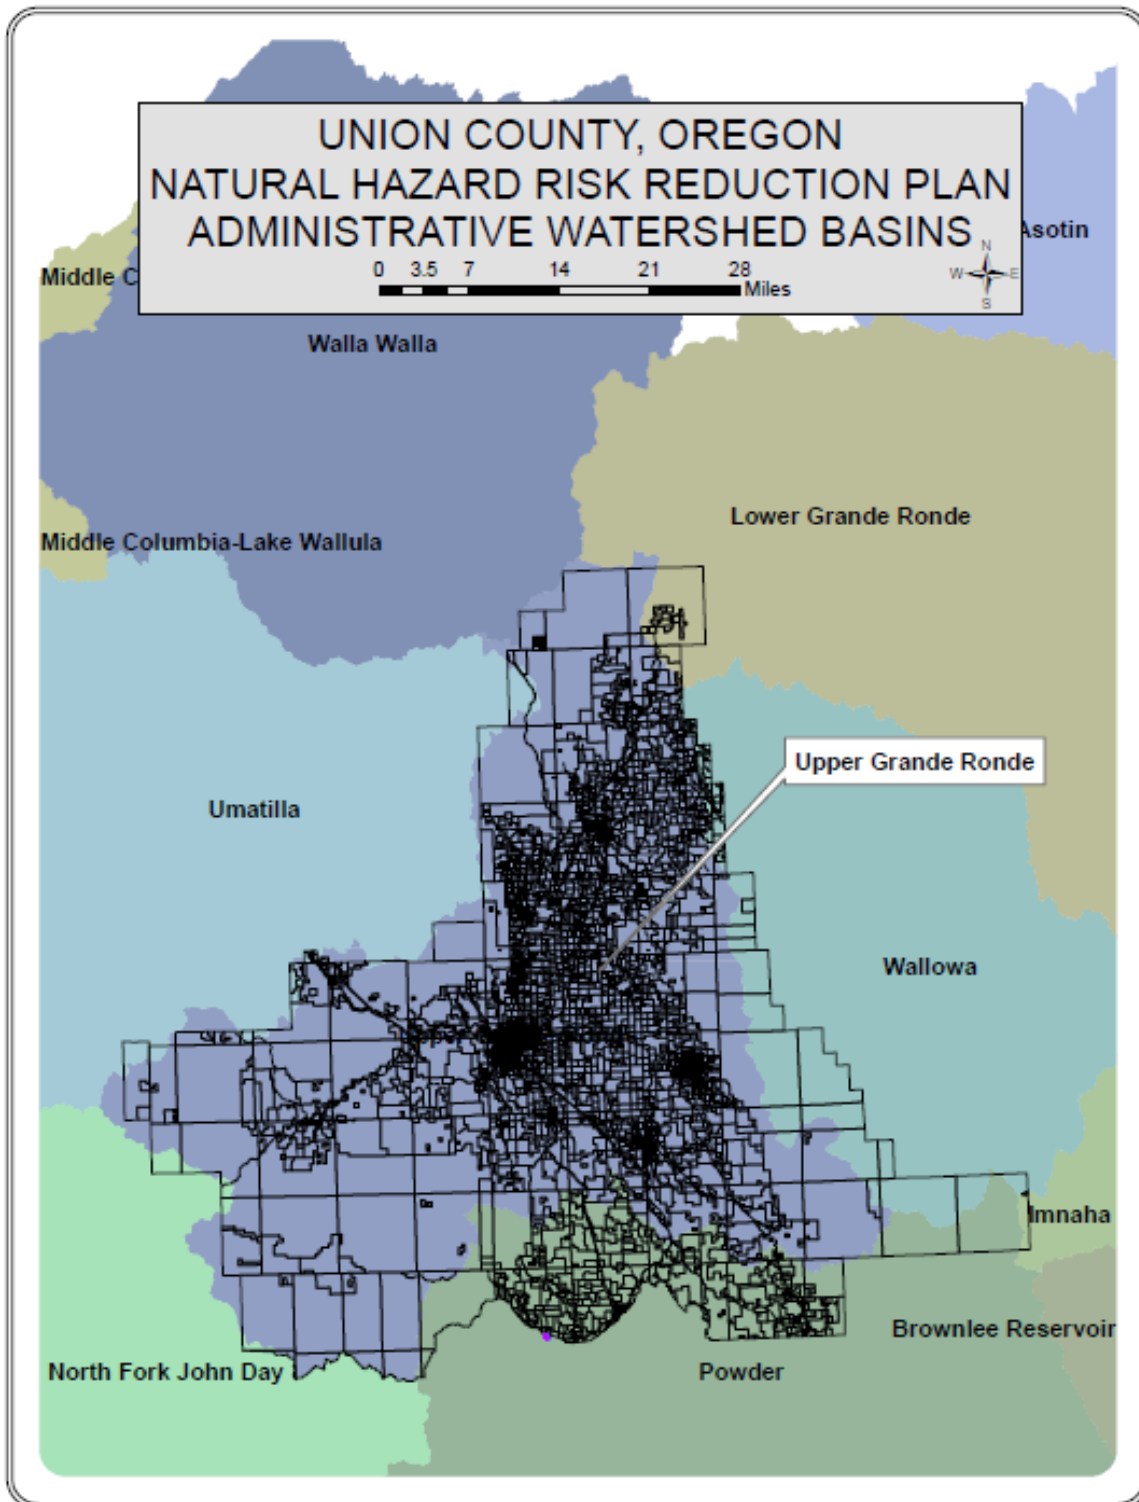 UNION COUNTY, OREGON
NATURAL HAZARD RISK REDUCTION PLAN
ADMINISTRATIVE WATERSHED BASINS
0 3.5 7 14 21 28
Miles
N
W E
S
Asotin
Middle C
Walla Walla
Lower Grande Ronde
Middle Columbia-Lake Wallula
Upper Grande Ronde
Umatilla
Wallowa
Imnaha
Brownlee Reservoir
North Fork John Day
Powder